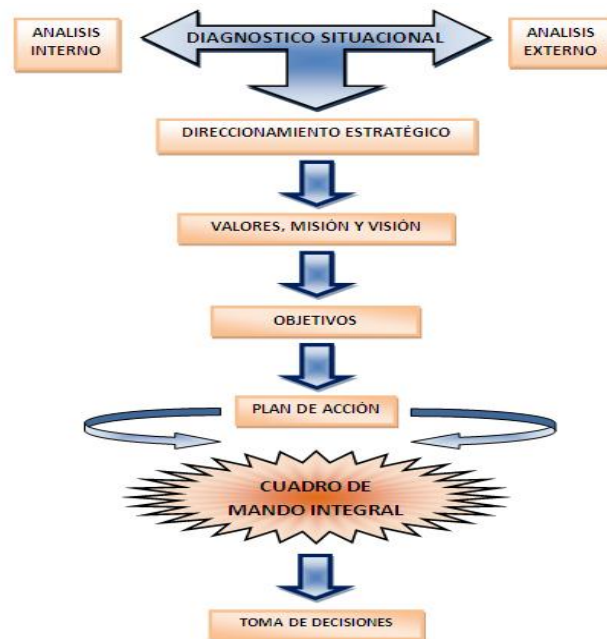 ANALISIS
INTERNO
DIAGNOSTICO SITUACIONAL
ANALISIS
EXTERNO
DIRECCIONAMIENTO ESTRATÉGICO
VALORES, MISIÓN Y VISIÓN
OBJETIVOS
PLAN DE ACCIÓN
CUADRO DE
MANDO INTEGRAL
TOMA DE DECISIONES